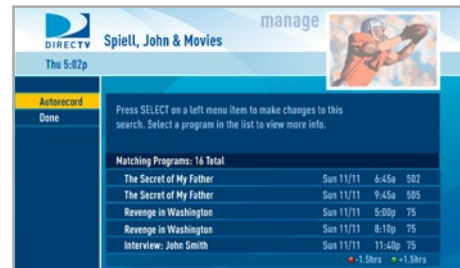 manage
DIRECTV
Spiell, John & Movies
Thu 5:02p
Autorecord
Done
Press SELECT on a left menu item to make changes to this
search. Select a program in the list to view more info.
Matching Programs: 16 Total
The Secret of My Father Sun 11/11 6:45a 502
The Secret of My Father Sun 11/11 9:45a 505
Revenge in Washington Sun 11/11 5:00p 75
Revenge in Washington Sun 11/11 8:10p 75
Interview: John Smith Sun 11/11 11:40p 75
-1.5hrs +1.5hrs